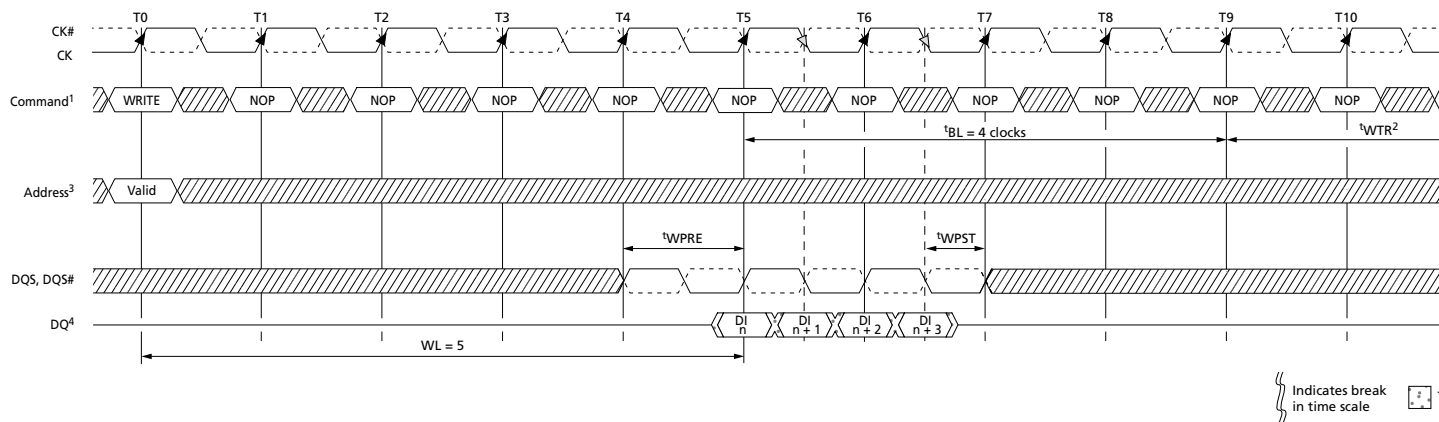 T0 T1 T2 T3 T4 T5 T6 T7 T8 T9 T10
CK#
CK
Command1 WRITE NOP NOP NOP NOP NOP NOP NOP NOP NOP NOP
tBL = 4 clocks tWTR2
Address3 Valid
tWPRE tWPST
DQS, DQS#
DQ4 DI n DI n + 1 DI n + 2 DI n + 3
WL = 5
Indicates break
in time scale